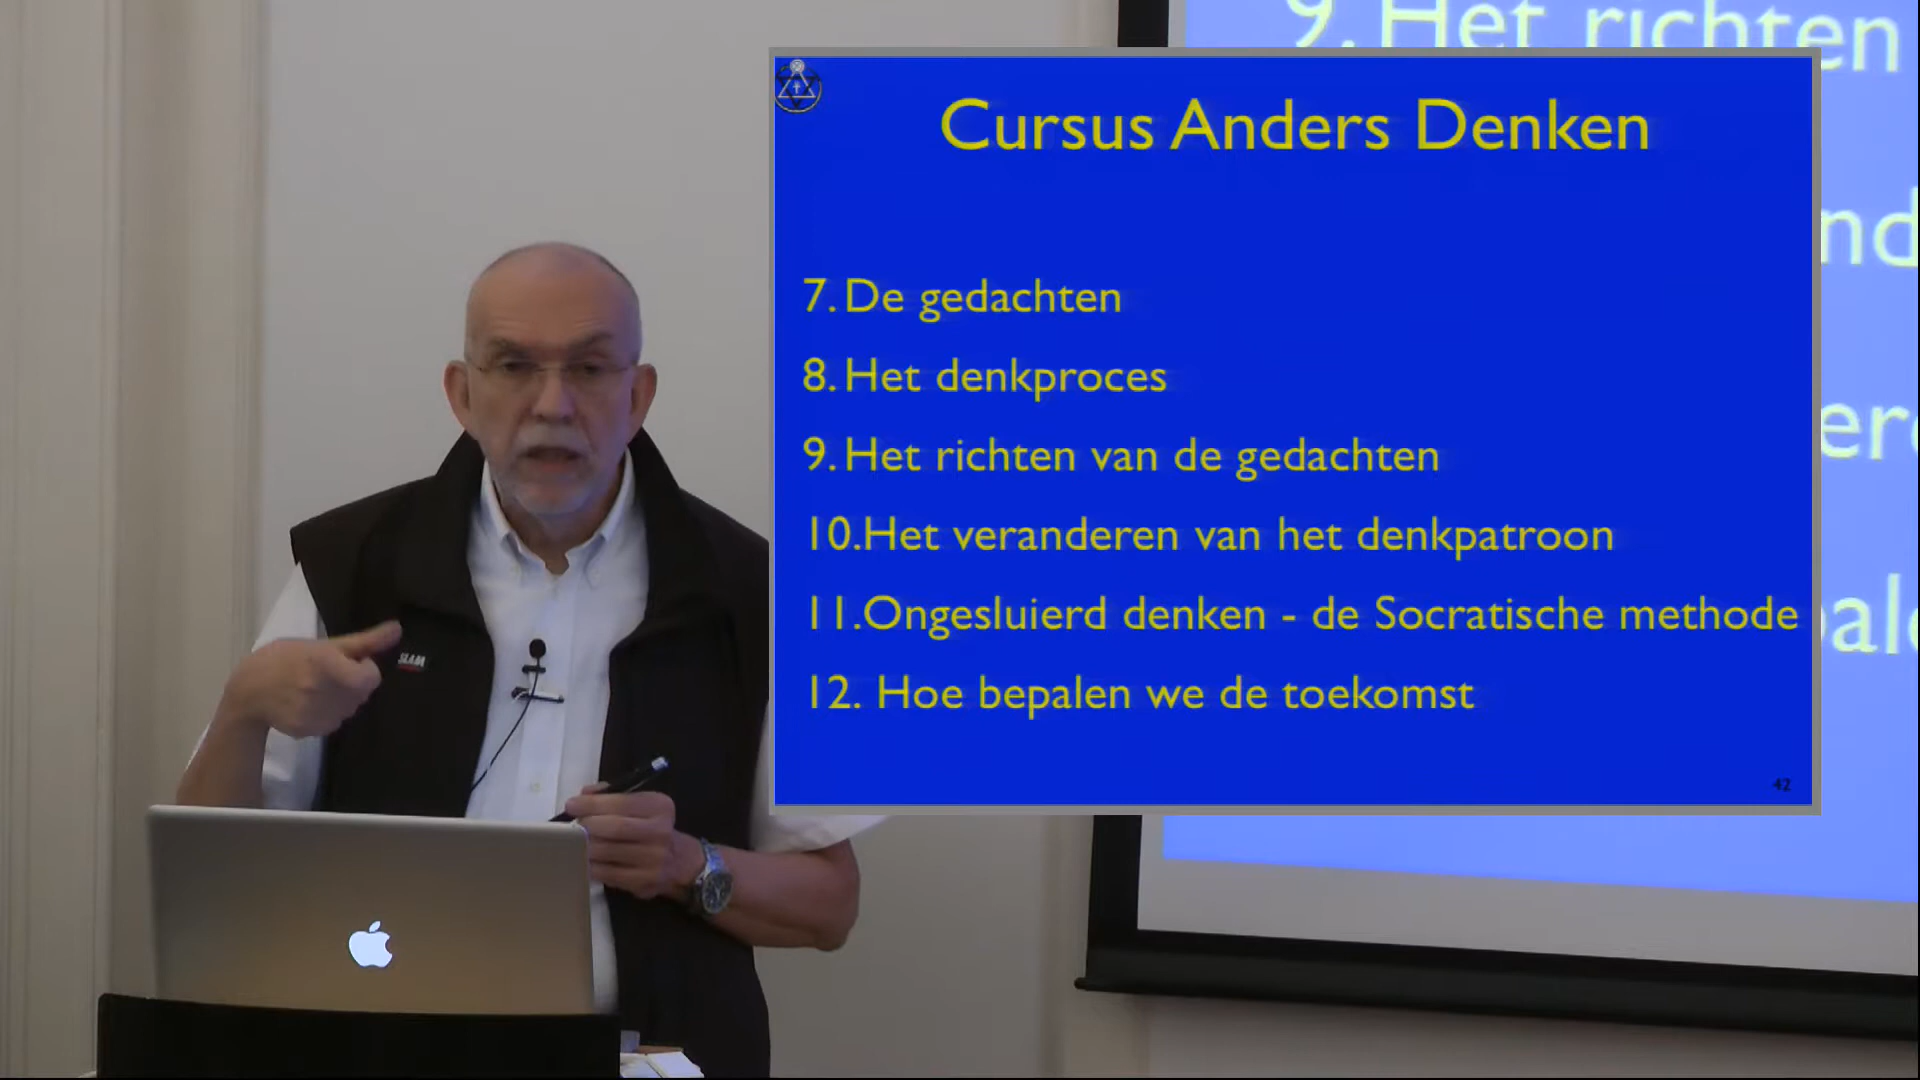 Cursus Anders Denken
7. De gedachten
8. Het denkproces
9. Het richten van de gedachten
10.Het veranderen van het denkpatroon
11.Ongesluierd denken - de Socratische methode
12. Hoe bepalen we de toekomst
42
9. Het richten
SLAM